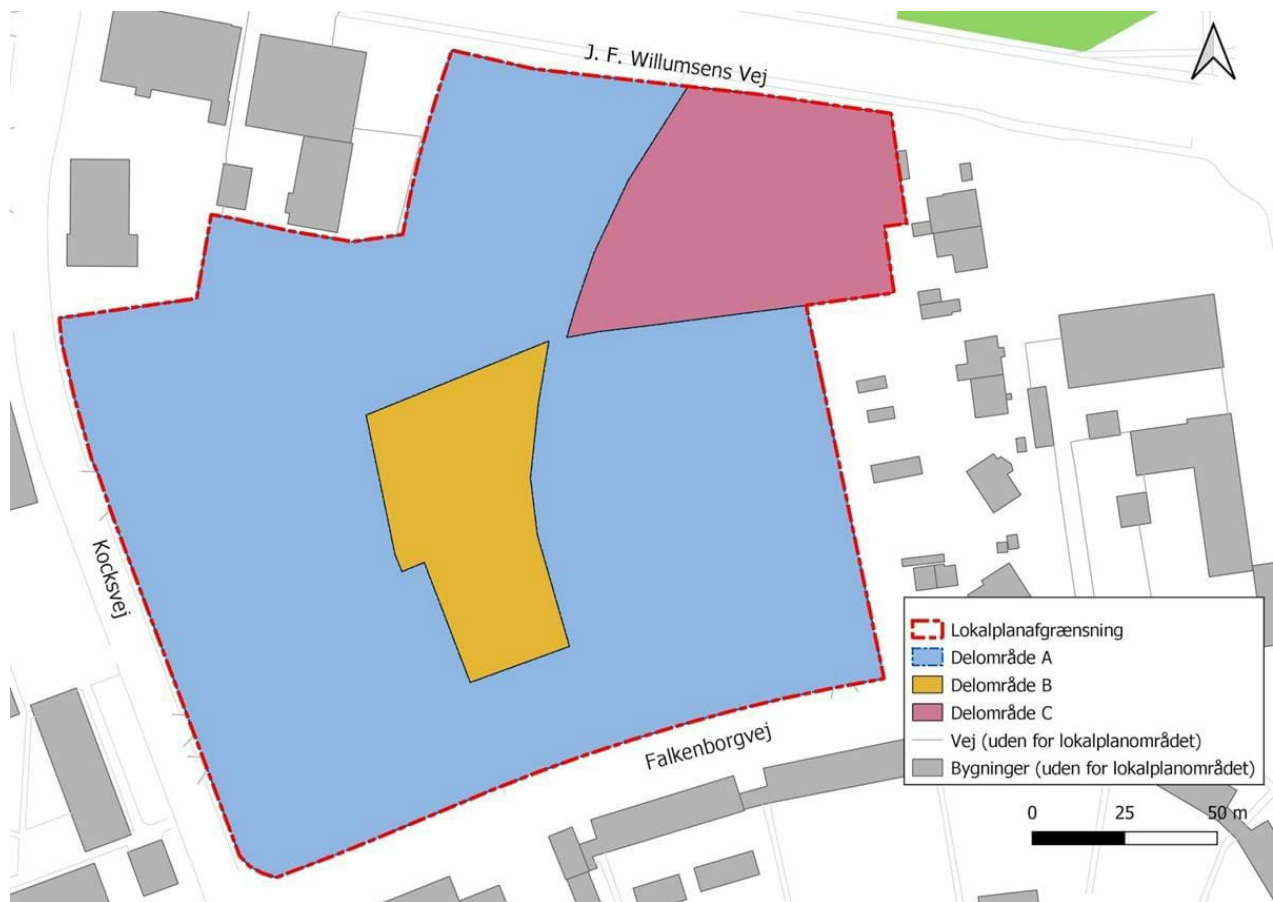 J. F. Willumsens Vej
Kocksvej
Falkenborgvej
Lokalplanafgrænsning
Delområde A
Delområde B
Delområde C
Vej (uden for lokalplanområdet)
Bygninger (uden for lokalplanområdet)
0 25 50 m